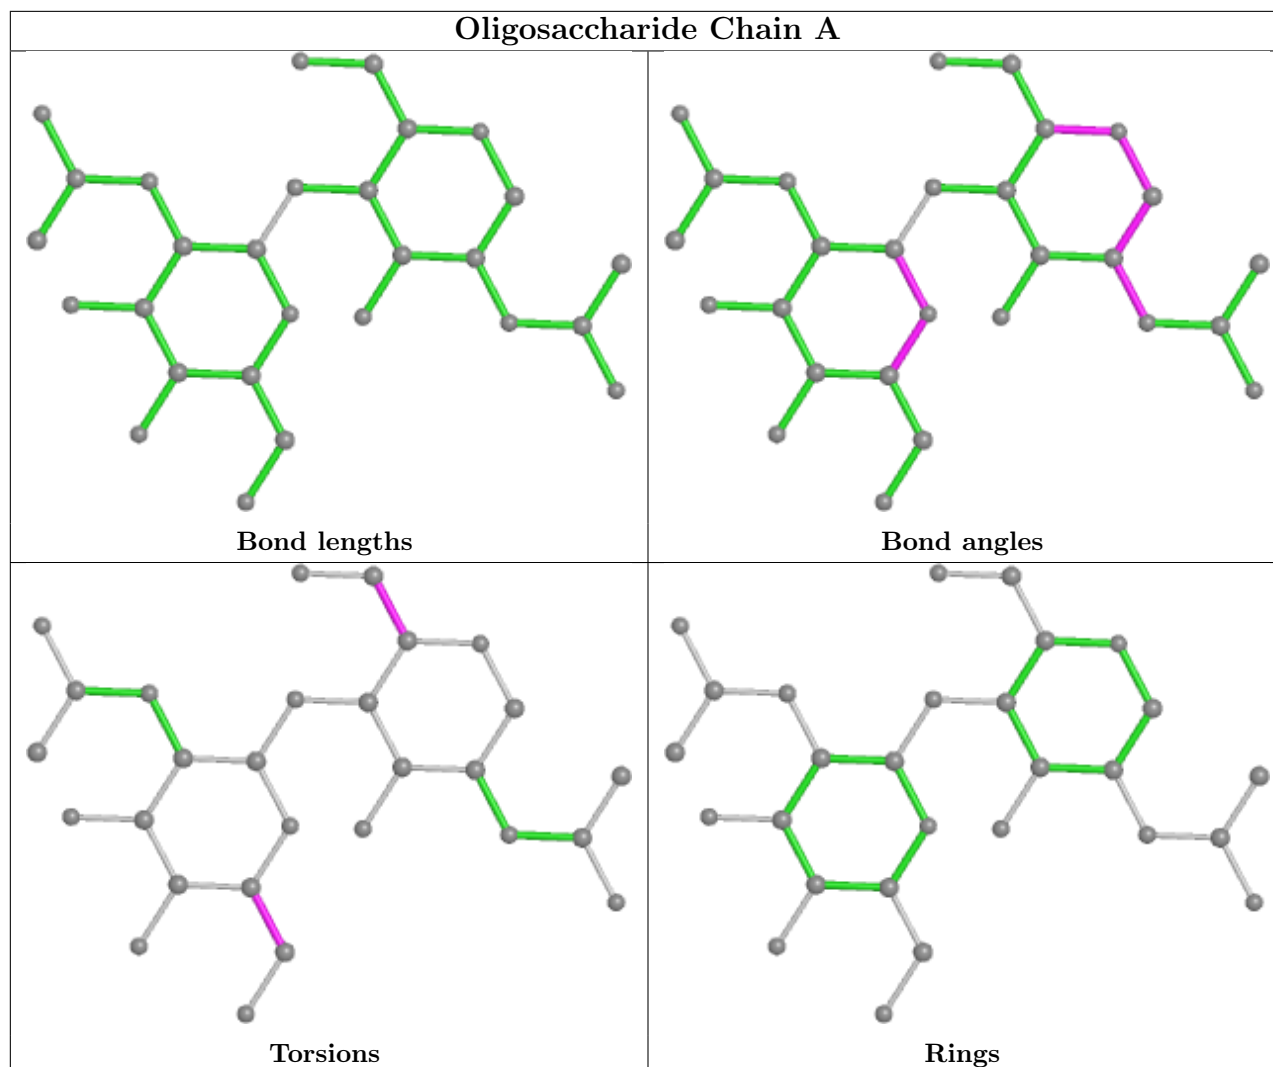 Oligosaccharide Chain A
Bond lengths
Bond angles
Torsions
Rings